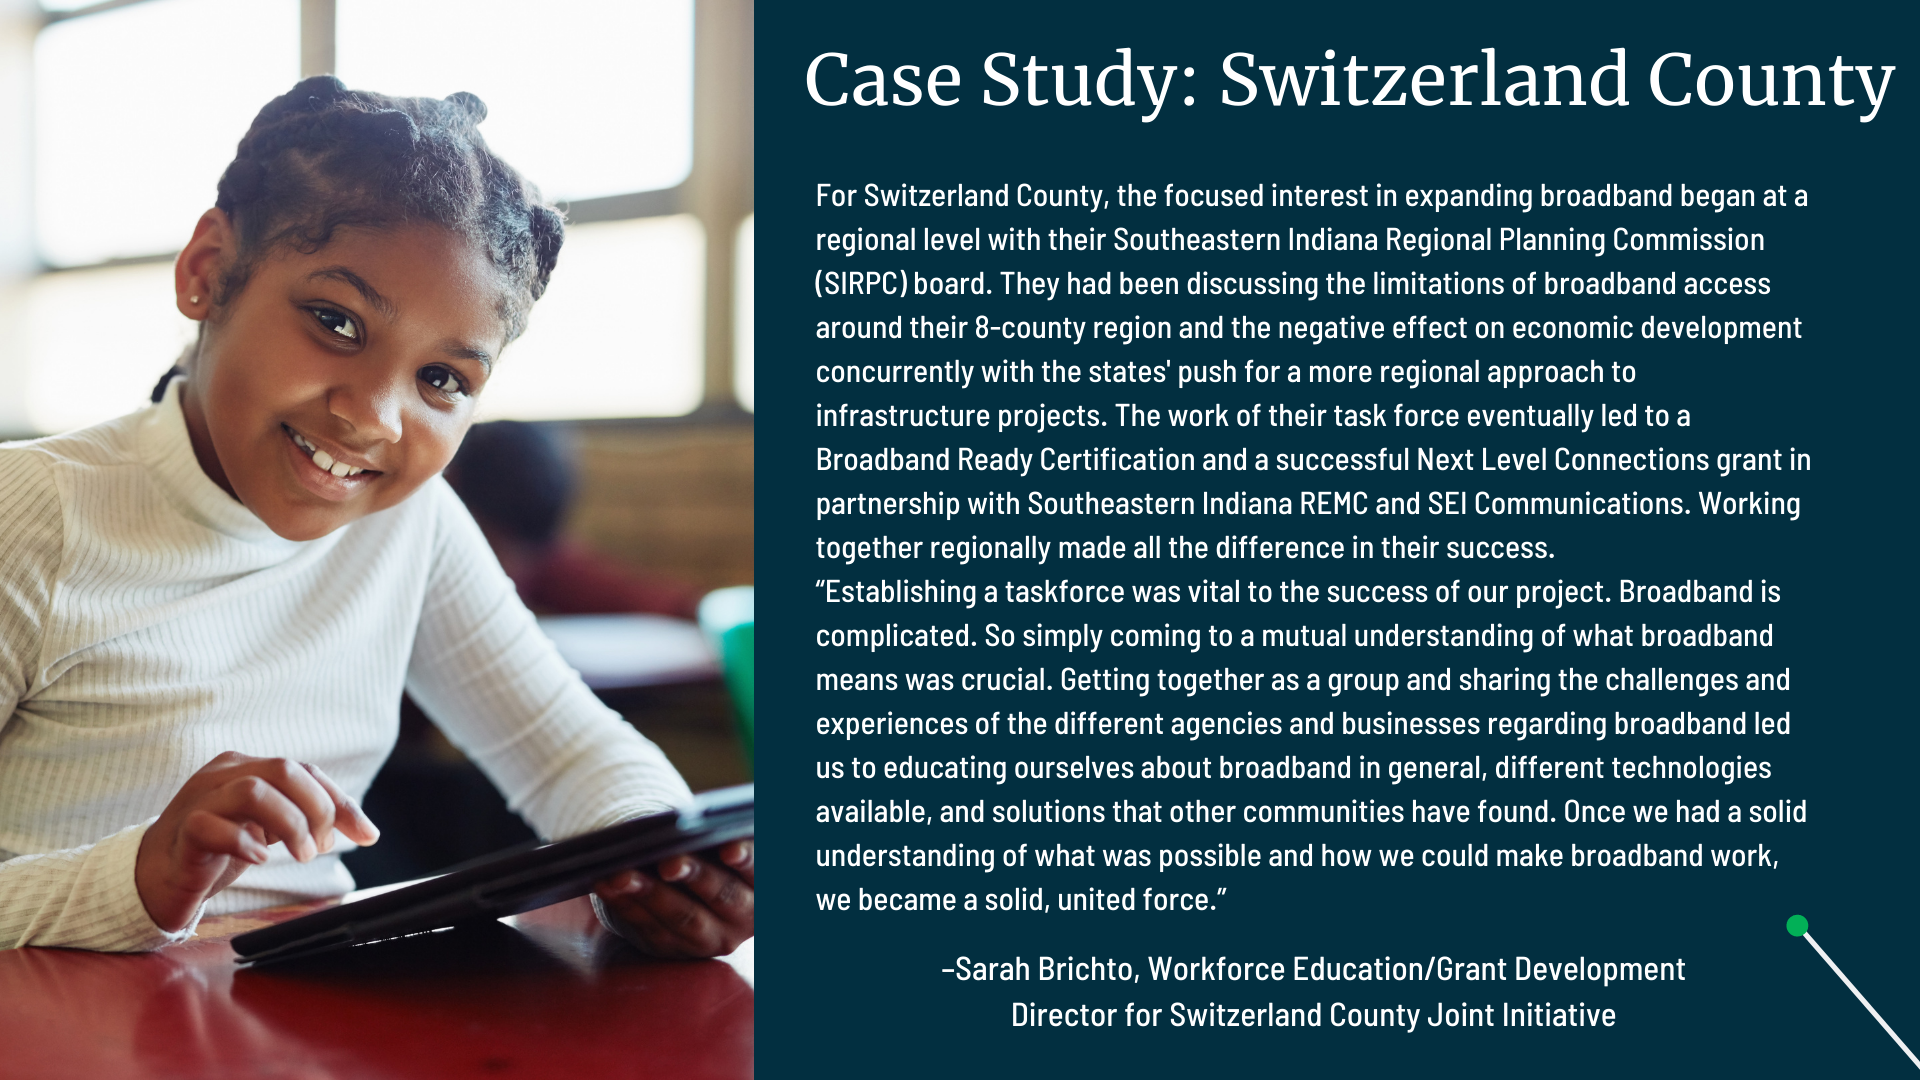 Case Study: Switzerland County
For Switzerland County, the focused interest in expanding broadband began at a
regional level with their Southeastern Indiana Regional Planning Commission
(SIRPC) board. They had been discussing the limitations of broadband access
around their 8-county region and the negative effect on economic development
concurrently with the states' push for a more regional approach to
infrastructure projects. The work of their task force eventually led to a
Broadband Ready Certification and a successful Next Level Connections grant in
partnership with Southeastern Indiana REMC and SEI Communications. Working
together regionally made all the difference in their success.
“Establishing a taskforce was vital to the success of our project. Broadband is
complicated. So simply coming to a mutual understanding of what broadband
means was crucial. Getting together as a group and sharing the challenges and
experiences of the different agencies and businesses regarding broadband led
us to educating ourselves about broadband in general, different technologies
available, and solutions that other communities have found. Once we had a solid
understanding of what was possible and how we could make broadband work,
we became a solid, united force.”
–Sarah Brichto, Workforce Education/Grant Development
Director for Switzerland County Joint Initiative